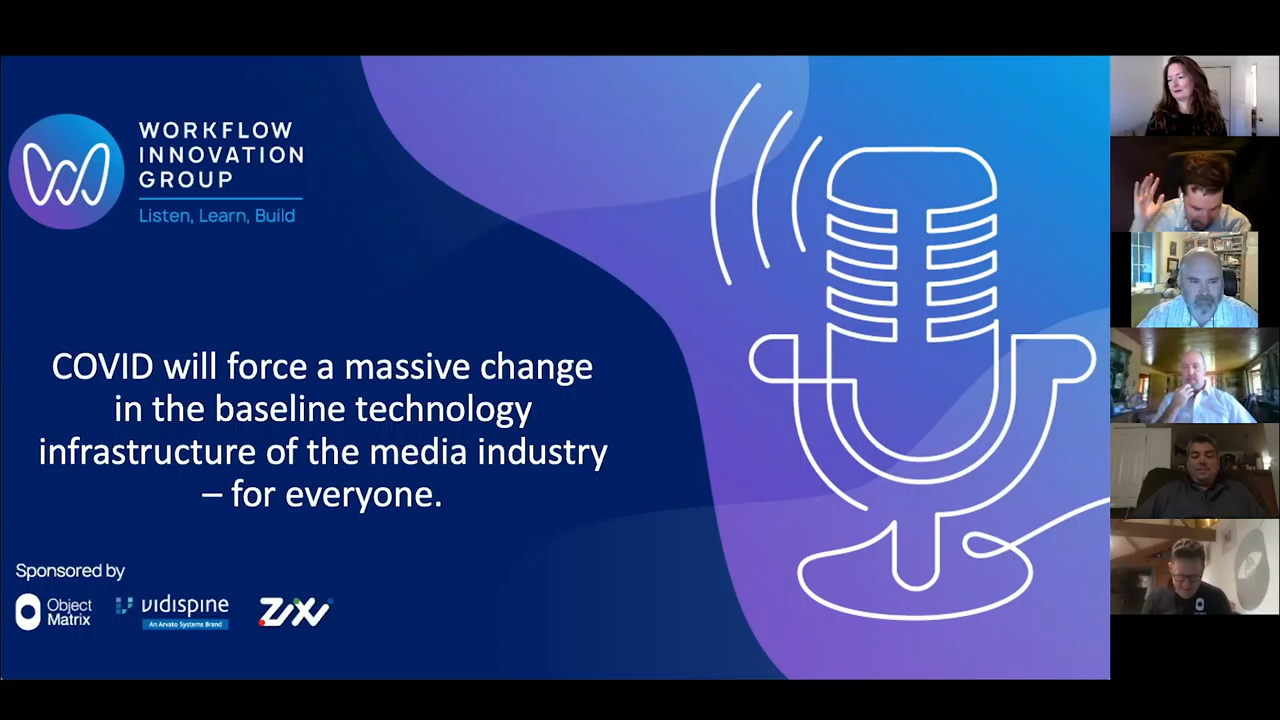 WORKFLOW
INNOVATION
GROUP
Listen, Learn, Build
COVID will force a massive change
in the baseline technology
infrastructure of the media industry
– for everyone.
Sponsored by
Object
Matrix
vidispine
An Arvato Systems Brand
ZIXI